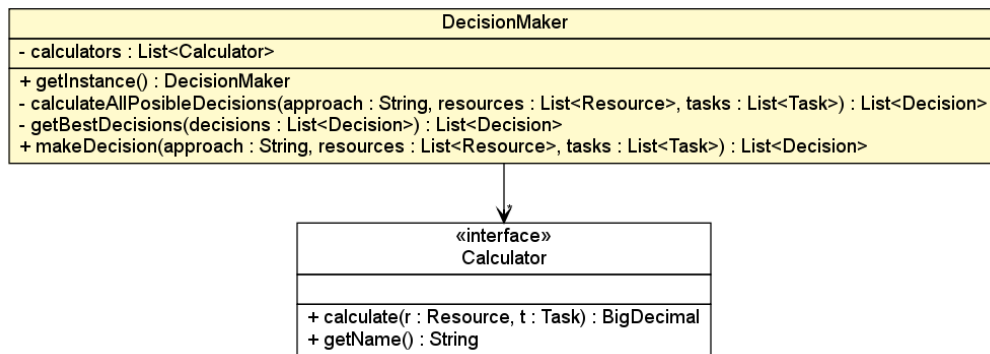 DecisionMaker
- calculators : List<Calculator>
+ getInstance() : DecisionMaker
- calculateAllPosibleDecisions(approach : String, resources : List<Resource>, tasks : List<Task>) : List<Decision>
- getBestDecisions(decisions : List<Decision>) : List<Decision>
+ makeDecision(approach : String, resources : List<Resource>, tasks : List<Task>) : List<Decision>
*
«interface»
Calculator
+ calculate(r : Resource, t : Task) : BigDecimal
+ getName() : String